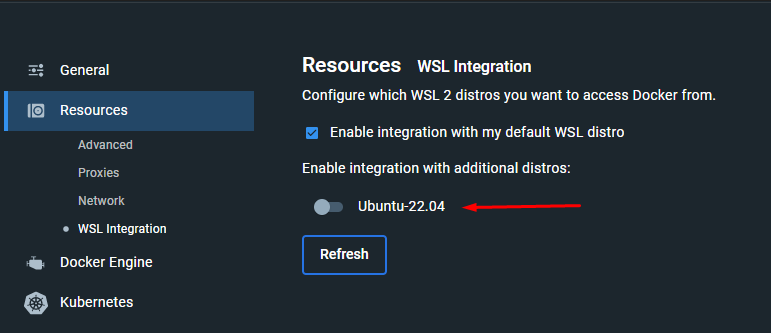 General
Resources
Advanced
Proxies
Network
WSL Integration
Docker Engine
Kubernetes
Resources WSL Integration
Configure which WSL 2 distros you want to access Docker from.
Enable integration with my default WSL distro
Enable integration with additional distros:
Ubuntu-22.04
Refresh